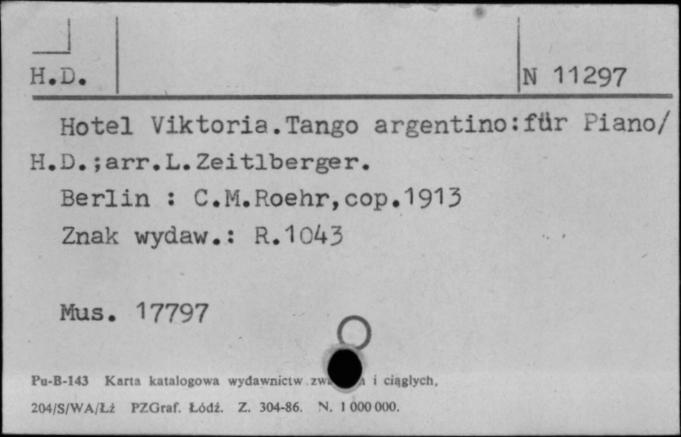 H.D.
N 11297
Hotel Viktoria.Tango argentino:für Piano/
H.D.;arr.L.Zeitlberger.
Berlin : C.M.Roehr,cop.1913
Znak wydaw.: R.1043
Mus. 17797
Pu-B-143 Karta katalogowa wydawnictw i ciągłych,
204/S/WA/Łż PZGraf. Łódź. Z. 304-86. N. 1 000 000.